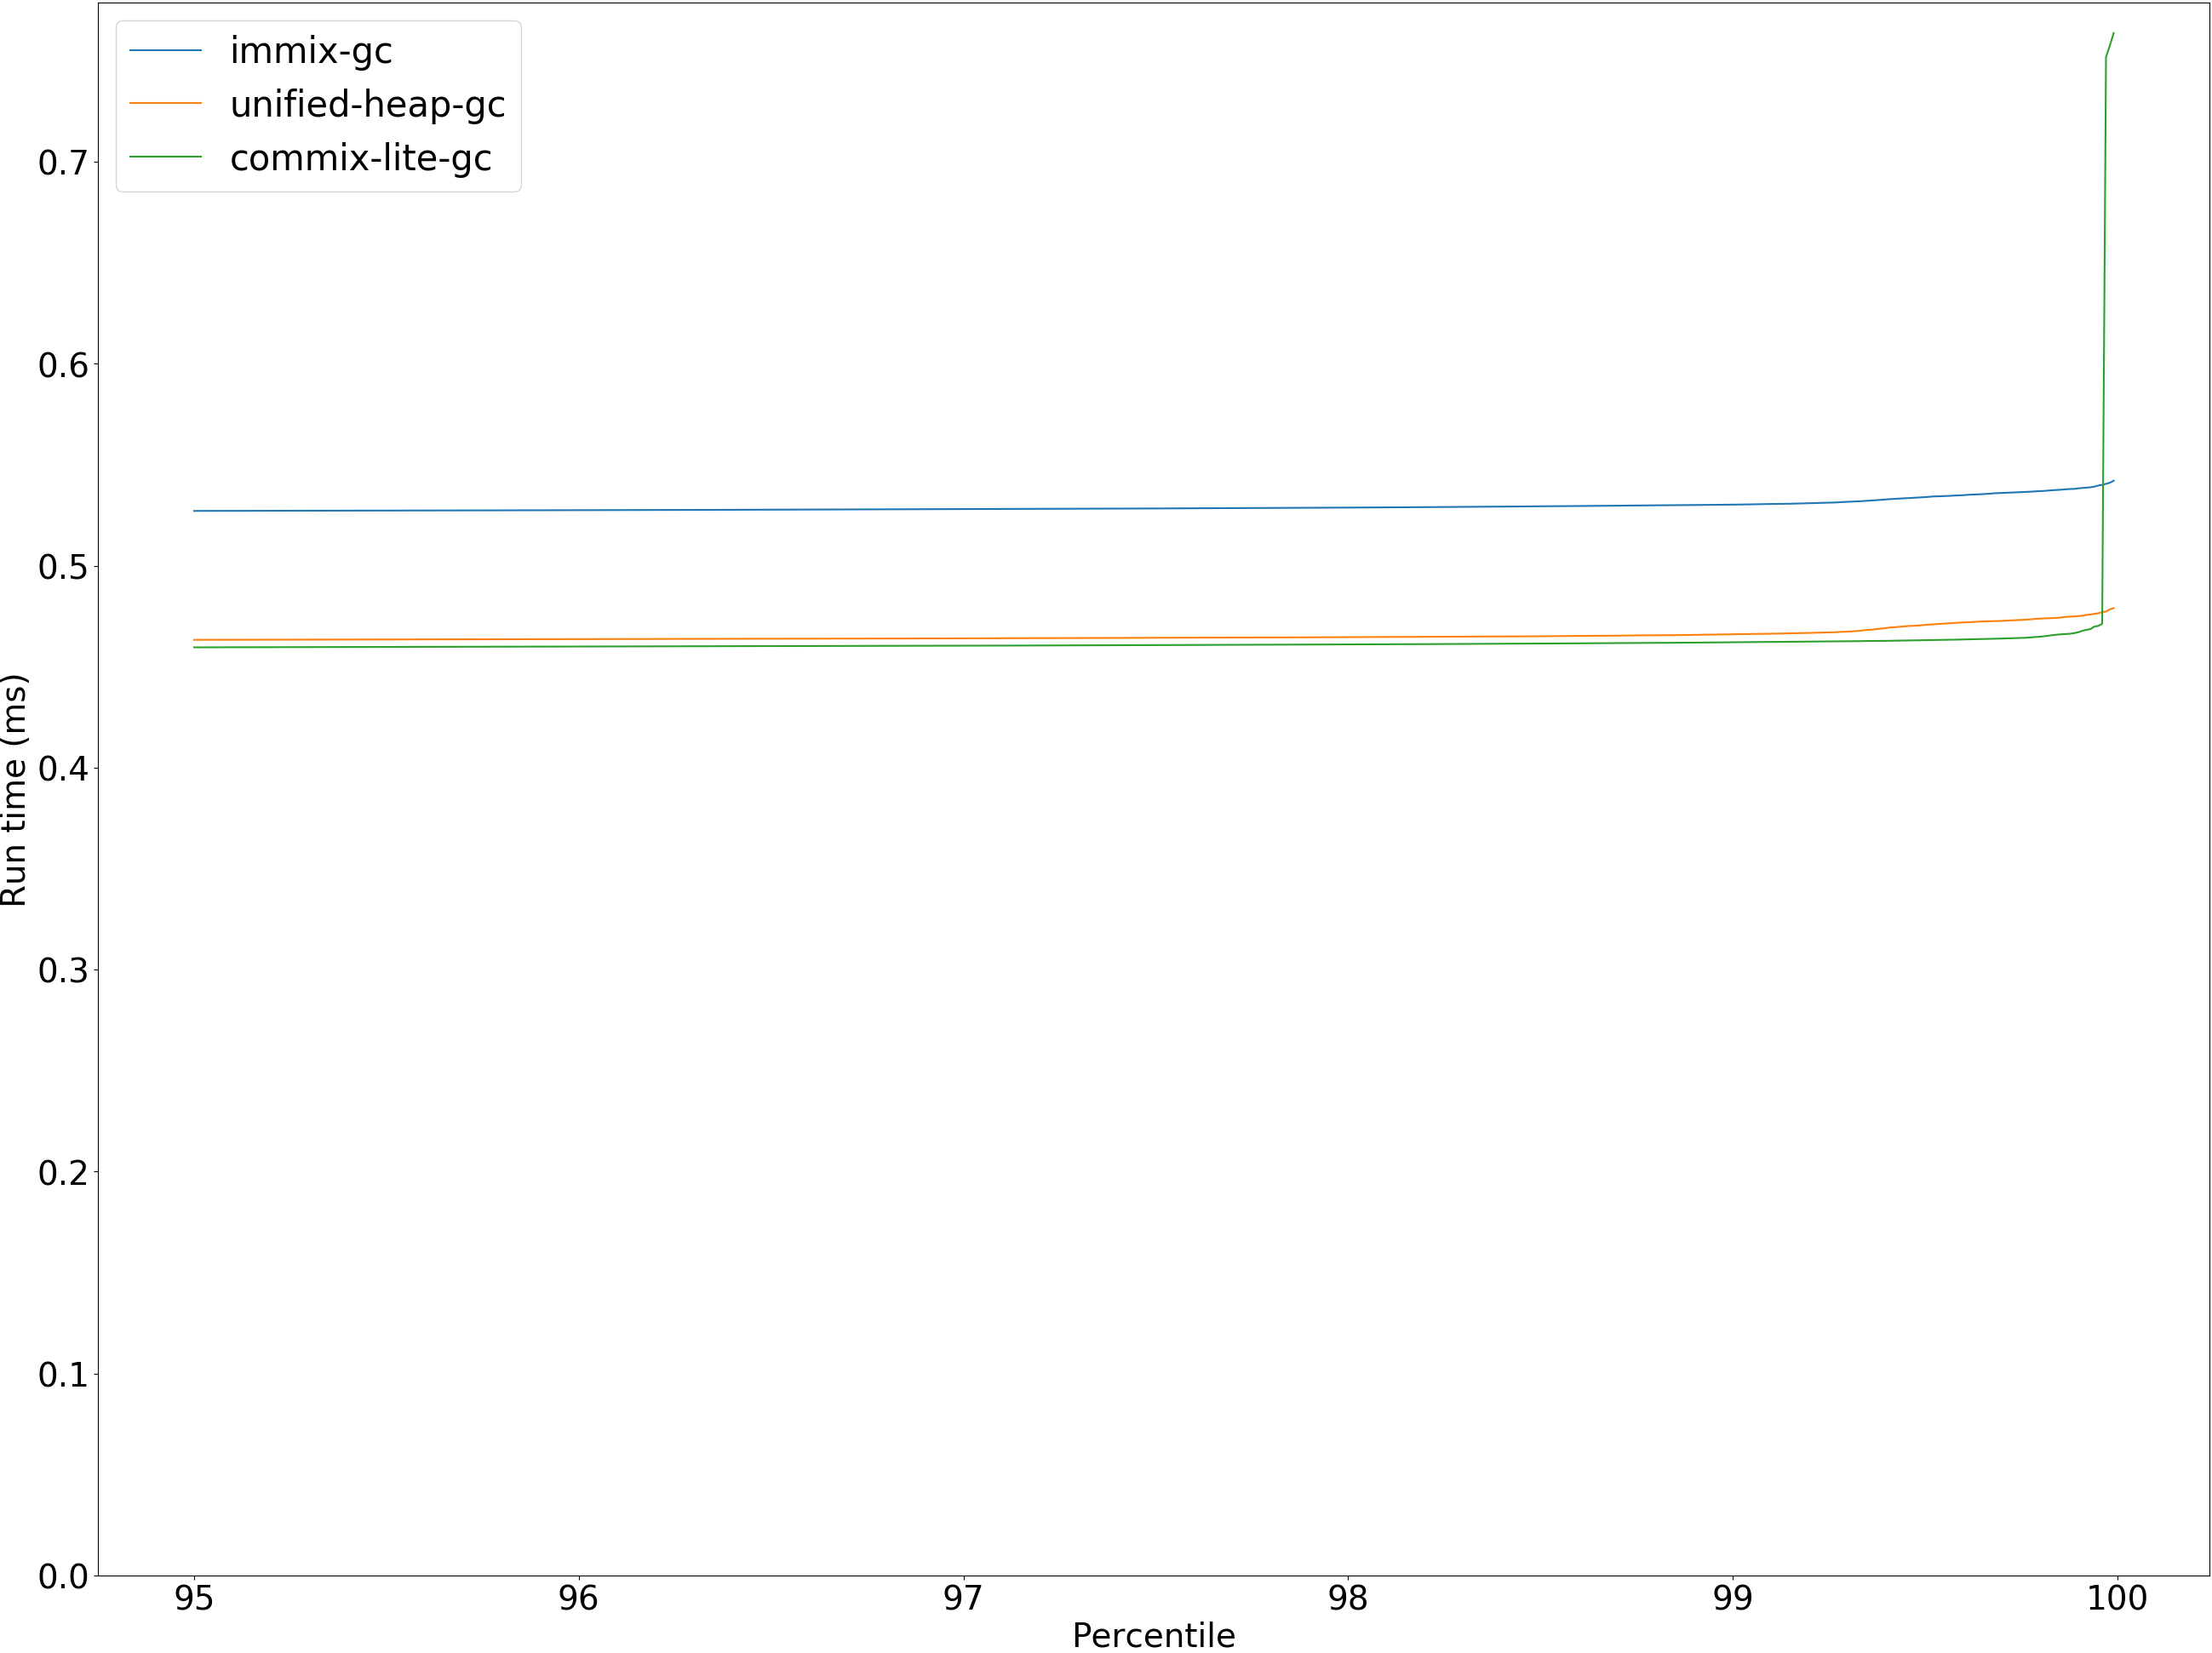 immix-gc
unified-heap-gc
commix-lite-gc
0.7
0.6
0.5
0.4
0.3
0.2
0.1
0.0
Run time (ms)
95 96 97 98 99 100
Percentile